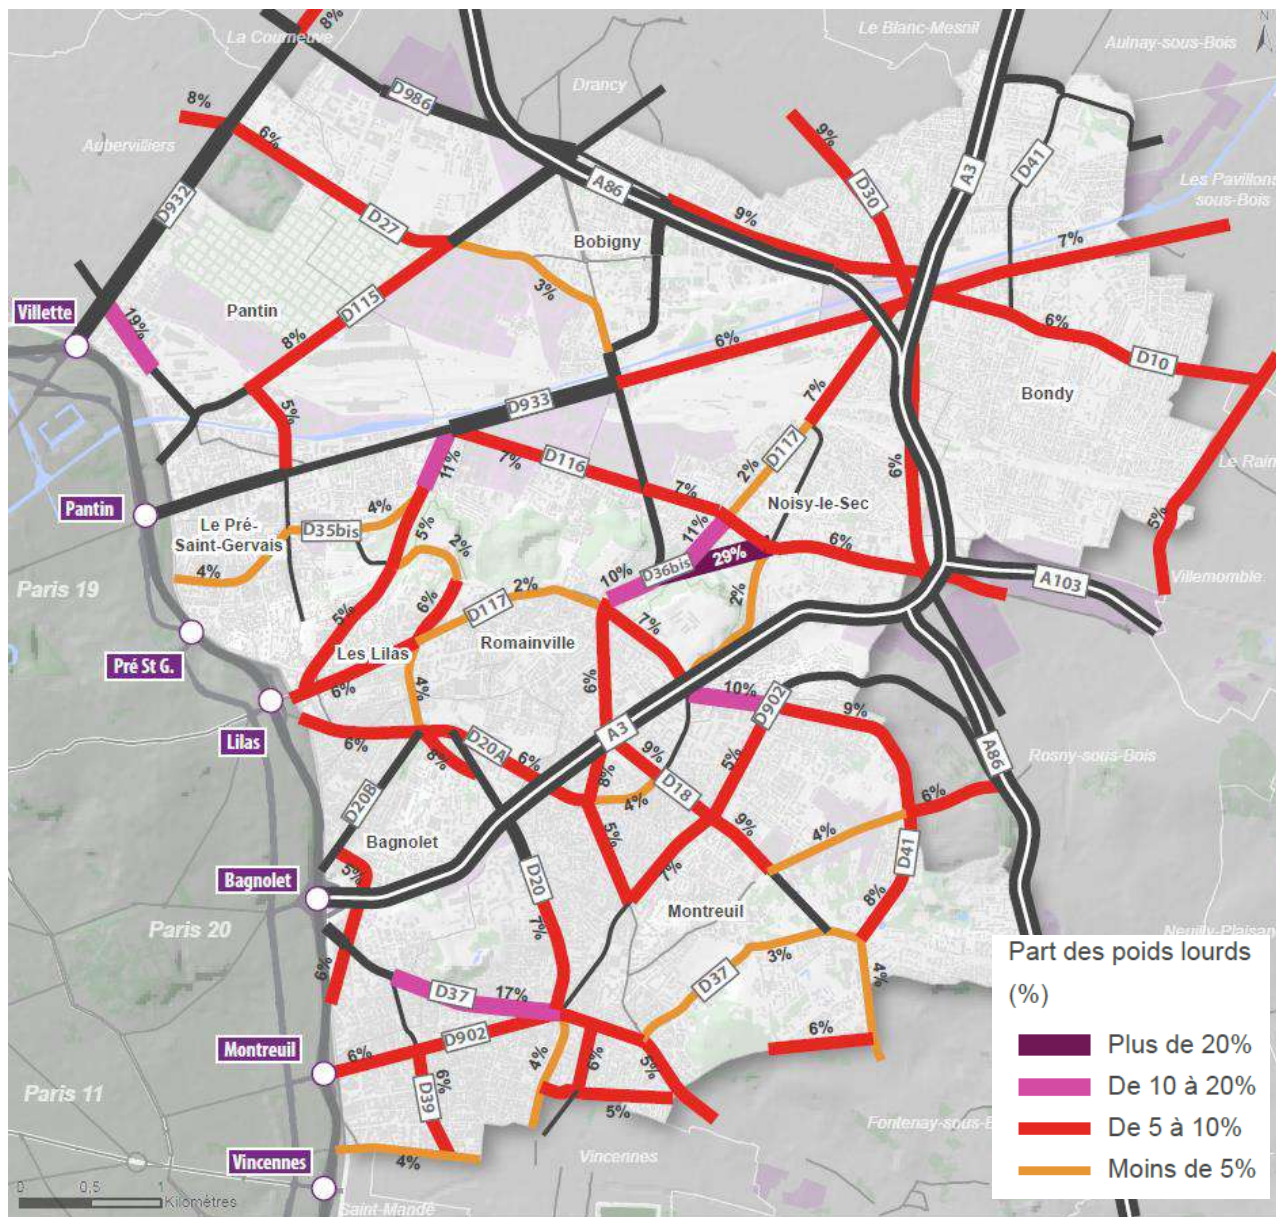 8%
La Courneuve
Le Blanc-Mesnil
N
Aulnay-sous-Bois
Drancy
D986
8%
6%
9%
Aubervilliers
A3
D41
A86
D30
Les Pavillons-
sous-Bois
D932
D27
9%
7%
Bobigny
3%
Villette
19%
Pantin
D115
8%
6%
6%
D10
7%
Bondy
5%
D933
11%
7%
D116
2%
D117
6%
Le Rain
Pantin
4%
7%
Noisy-le-Sec
5%
Le Pré-
Saint-Gervais
D35bis
5%
2%
11%
29%
6%
4%
10%
D36bis
A103
Villemomble
Paris 19
6%
D117
2%
2%
5%
Pré St G.
Les Lilas
Romainville
7%
6%
4%
6%
10%
D902
9%
Lilas
6%
D20A
6%
A3
9%
5%
A86
Rosny-sous-Bois
8%
8%
D18
4%
6%
D20B
5%
9%
4%
Bagnolet
D41
Bagnolet
5%
D20
7%
8%
Montreuil
Paris 20
7%
Neuilly-Plaisan
6%
3%
D37
4%
D37
17%
6%
Montreuil
6%
D902
4%
6%
5%
6%
D39
Paris 11
5%
Fontenay-sous-B
Vincennes
4%
Vincennes
0
0,5
1
Kilomètres
Saint-Mandé
Part des poids lourds
(%)
Plus de 20%
De 10 à 20%
De 5 à 10%
Moins de 5%